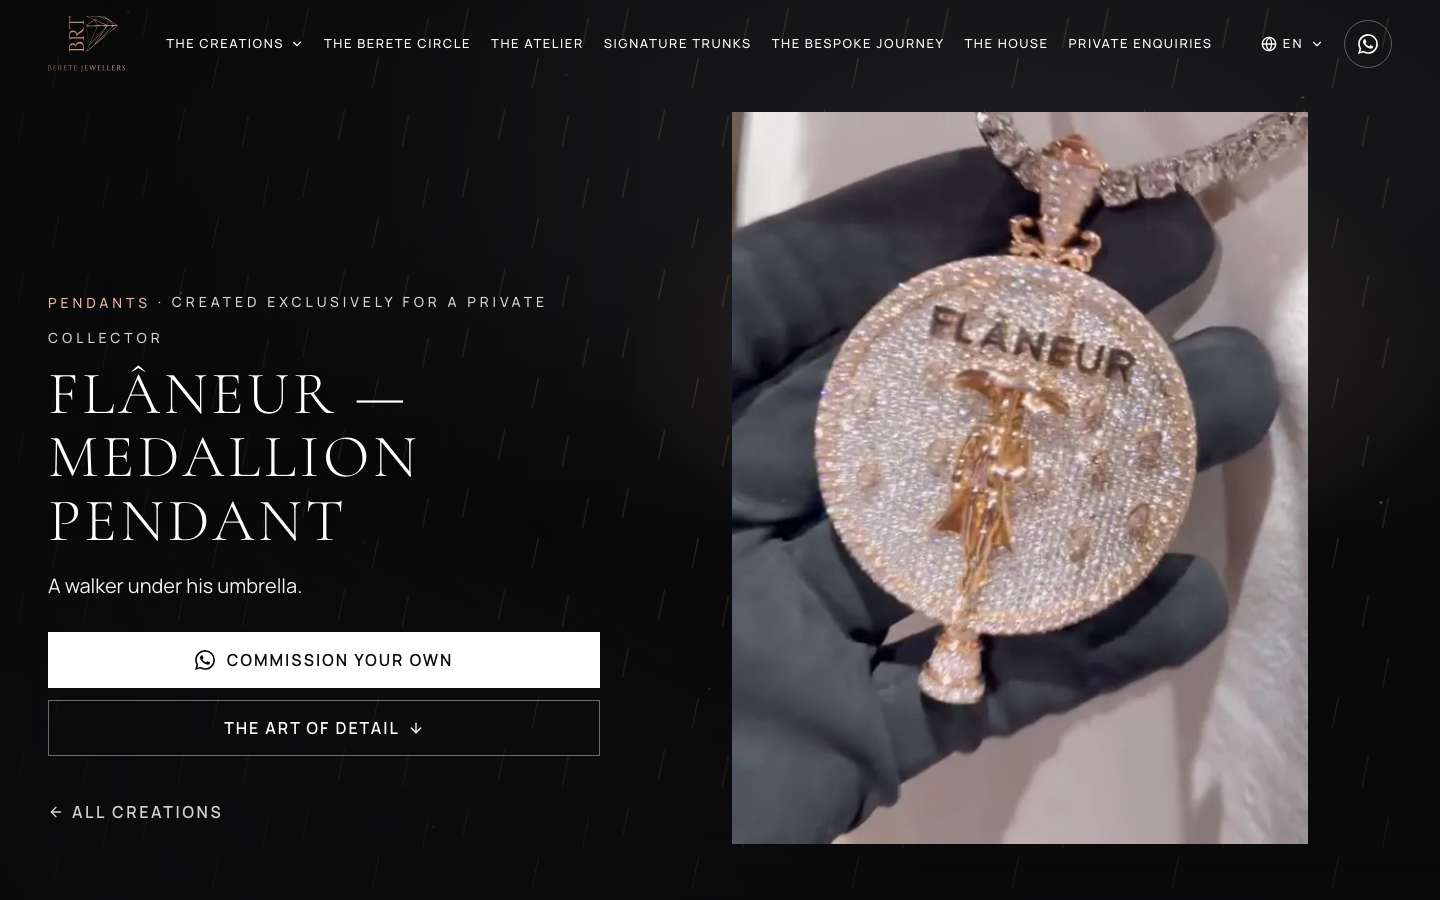 BRT
BERETE JEWELLERS
THE CREATIONS
THE BERETE CIRCLE
THE ATELIER
SIGNATURE TRUNKS
THE BESPOKE JOURNEY
THE HOUSE
PRIVATE ENQUIRIES
EN
PENDANTS · CREATED EXCLUSIVELY FOR A PRIVATE
COLLECTOR
FLÂNEUR —
MEDALLION
PENDANT
A walker under his umbrella.
COMMISSION YOUR OWN
THE ART OF DETAIL ↓
← ALL CREATIONS
FLÂNEUR